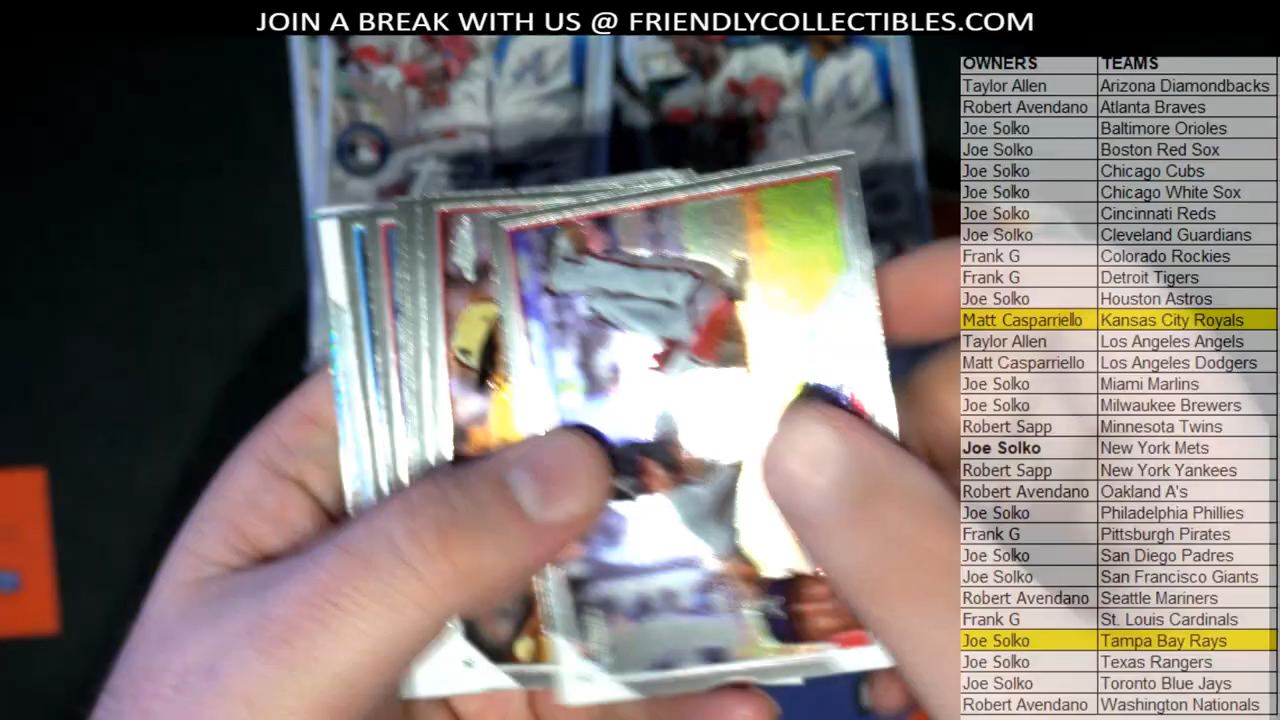 JOIN A BREAK WITH US @ FRIENDLYCOLLECTIBLES.COM
OWNERS TEAMS
Taylor Allen Arizona Diamondbacks
Robert Avendano Atlanta Braves
Joe Solko Baltimore Orioles
Joe Solko Boston Red Sox
Joe Solko Chicago Cubs
Joe Solko Chicago White Sox
Joe Solko Cincinnati Reds
Joe Solko Cleveland Guardians
Frank G Colorado Rockies
Frank G Detroit Tigers
Joe Solko Houston Astros
Matt Casparriello Kansas City Royals
Taylor Allen Los Angeles Angels
Matt Casparriello Los Angeles Dodgers
Joe Solko Miami Marlins
Joe Solko Milwaukee Brewers
Robert Sapp Minnesota Twins
Joe Solko New York Mets
Robert Sapp New York Yankees
Robert Avendano Oakland A's
Joe Solko Philadelphia Phillies
Frank G Pittsburgh Pirates
Joe Solko San Diego Padres
Joe Solko San Francisco Giants
Robert Avendano Seattle Mariners
Frank G St. Louis Cardinals
Joe Solko Tampa Bay Rays
Joe Solko Texas Rangers
Joe Solko Toronto Blue Jays
Robert Avendano Washington Nationals